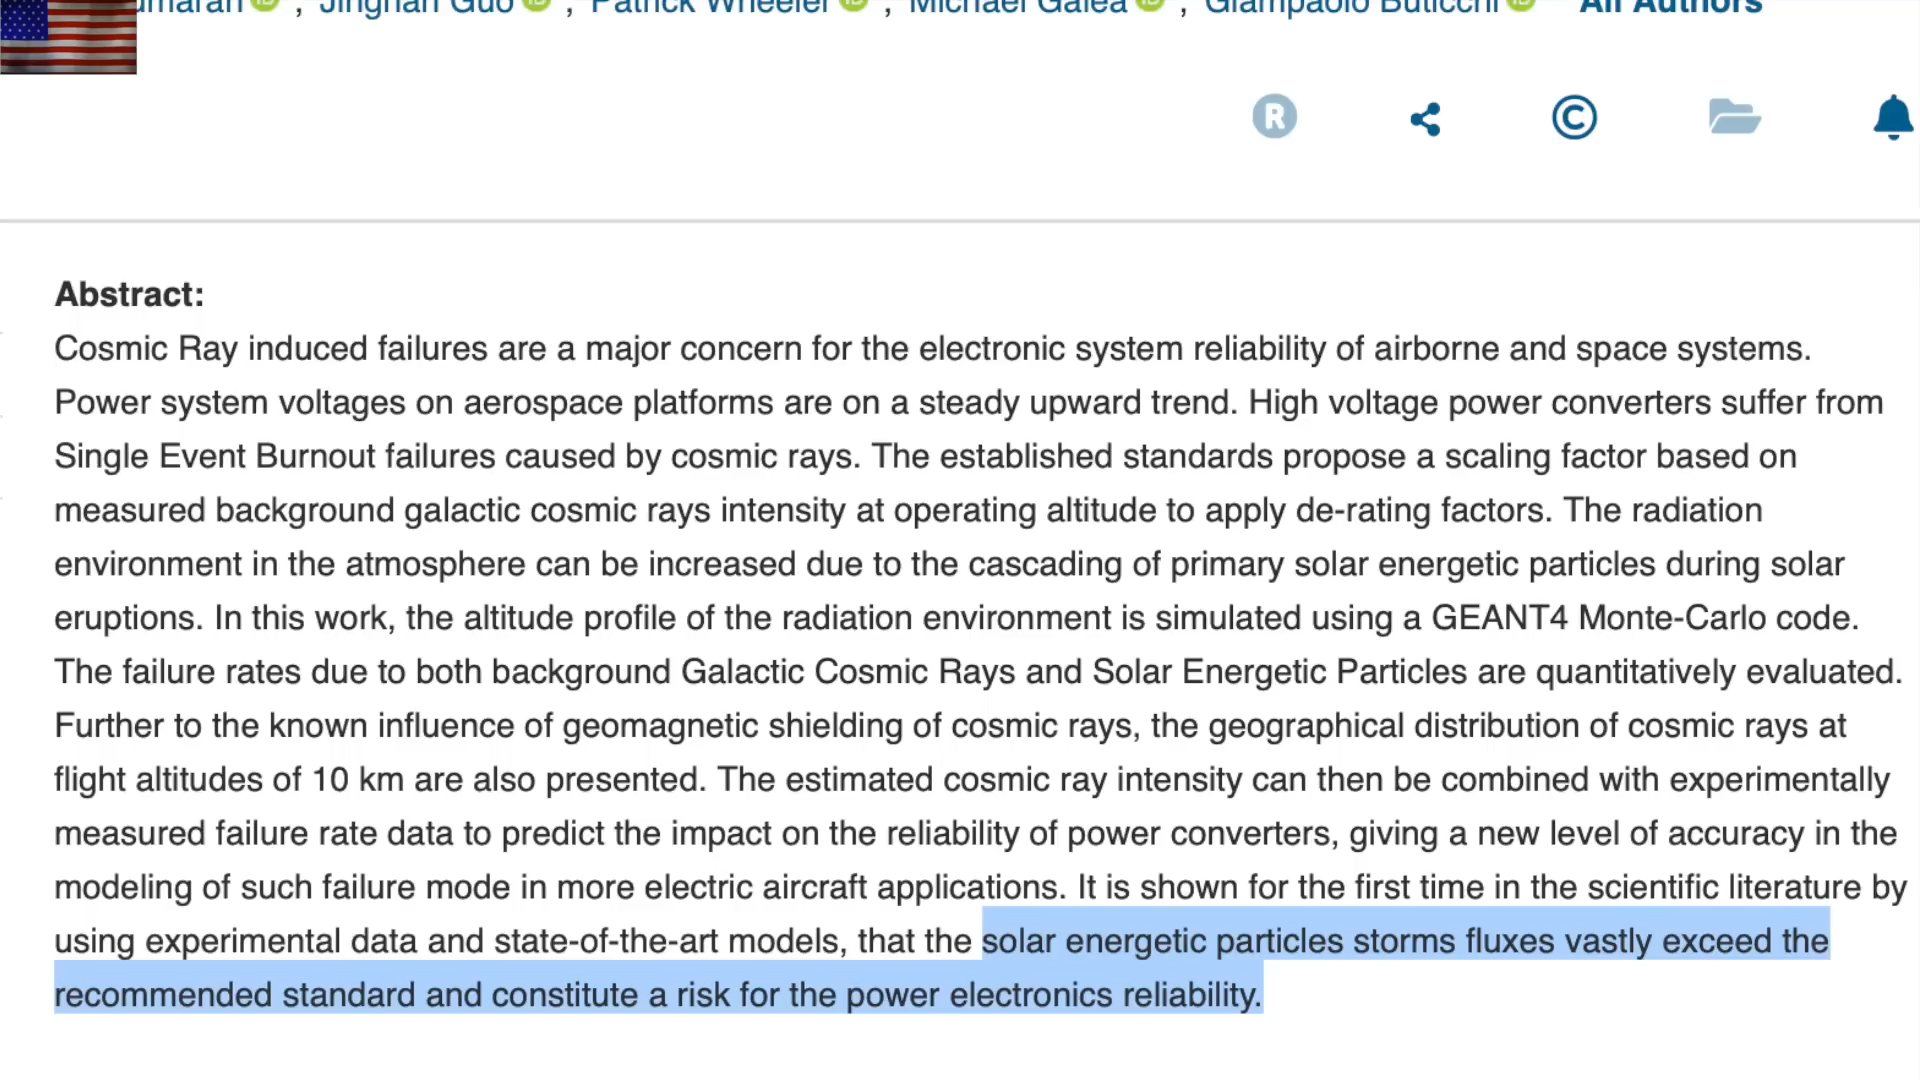 Jinghan Guo , Patrick Wheeler , Michael Galea , Giampaolo Buticchi All Authors
R
C
Abstract:
Cosmic Ray induced failures are a major concern for the electronic system reliability of airborne and space systems.
Power system voltages on aerospace platforms are on a steady upward trend. High voltage power converters suffer from
Single Event Burnout failures caused by cosmic rays. The established standards propose a scaling factor based on
measured background galactic cosmic rays intensity at operating altitude to apply de-rating factors. The radiation
environment in the atmosphere can be increased due to the cascading of primary solar energetic particles during solar
eruptions. In this work, the altitude profile of the radiation environment is simulated using a GEANT4 Monte-Carlo code.
The failure rates due to both background Galactic Cosmic Rays and Solar Energetic Particles are quantitatively evaluated.
Further to the known influence of geomagnetic shielding of cosmic rays, the geographical distribution of cosmic rays at
flight altitudes of 10 km are also presented. The estimated cosmic ray intensity can then be combined with experimentally
measured failure rate data to predict the impact on the reliability of power converters, giving a new level of accuracy in the
modeling of such failure mode in more electric aircraft applications. It is shown for the first time in the scientific literature by
using experimental data and state-of-the-art models, that the solar energetic particles storms fluxes vastly exceed the
recommended standard and constitute a risk for the power electronics reliability.